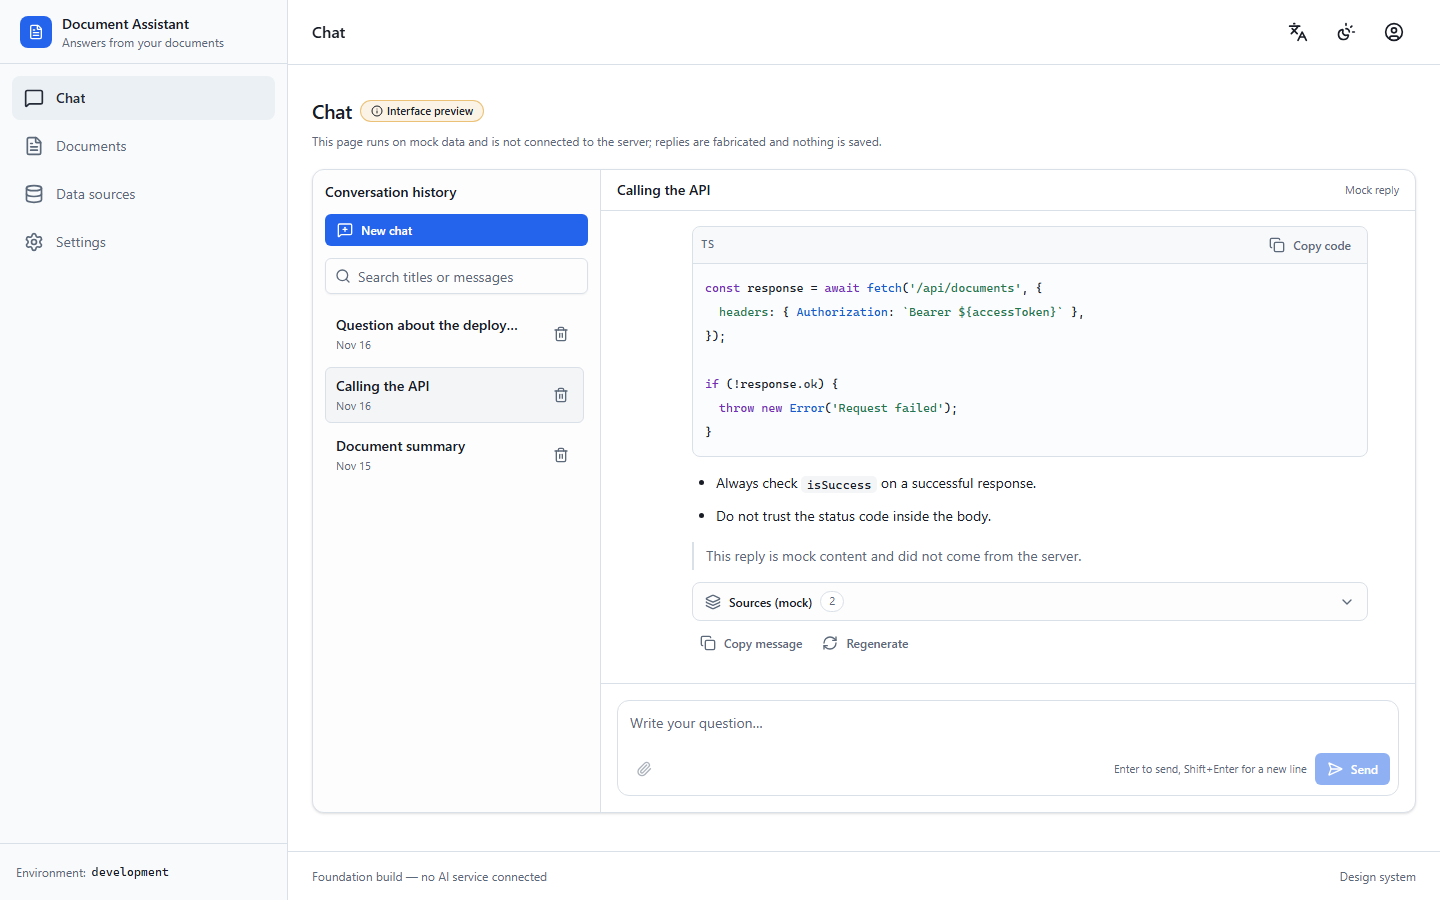 Document Assistant
Answers from your documents
Chat
Documents
Data sources
Settings
Environment: development
Chat
Chat
Interface preview
This page runs on mock data and is not connected to the server; replies are fabricated and nothing is saved.
Conversation history
New chat
Search titles or messages
Question about the deploy...
Nov 16
Calling the API
Nov 16
Document summary
Nov 15
Calling the API
Mock reply
TS
Copy code
const response = await fetch('/api/documents', {
  headers: { Authorization: `Bearer ${accessToken}` },
});

if (!response.ok) {
  throw new Error('Request failed');
}
• Always check isSuccess on a successful response.
• Do not trust the status code inside the body.
This reply is mock content and did not come from the server.
Sources (mock) 2
Copy message
Regenerate
Write your question...
Enter to send, Shift+Enter for a new line
Send
Foundation build — no AI service connected
Design system